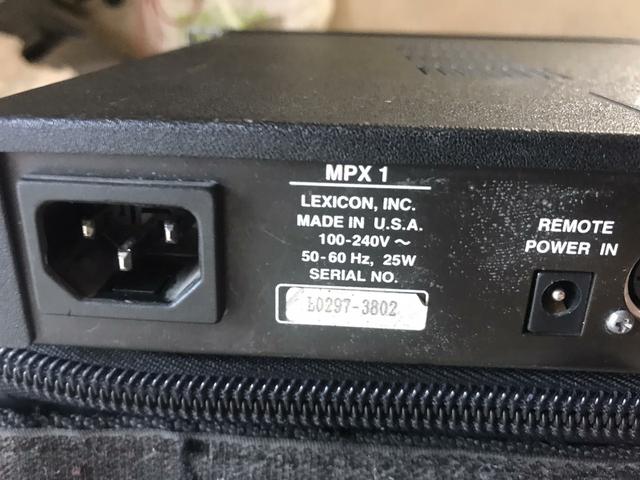 MPX 1
LEXICON, INC.
MADE IN U.S.A.
100-240V ~
50-60 Hz, 25W
SERIAL NO.
L0297-3802
REMOTE
POWER IN